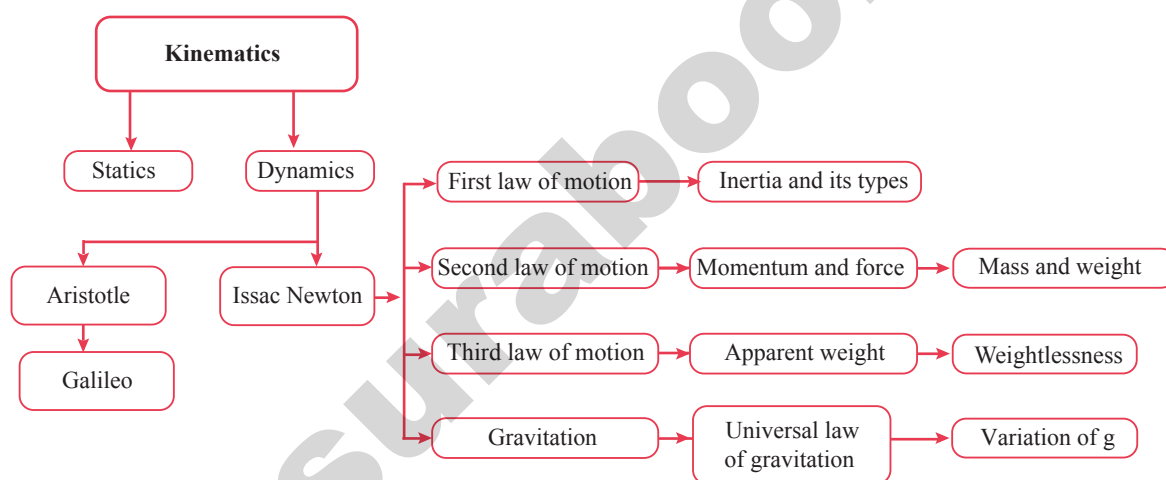 Kinematics
Statics
Dynamics
First law of motion
Inertia and its types
Second law of motion
Momentum and force
Mass and weight
Aristotle
Issac Newton
Third law of motion
Apparent weight
Weightlessness
Galileo
Gravitation
Universal law
of gravitation
Variation of g
suraboo